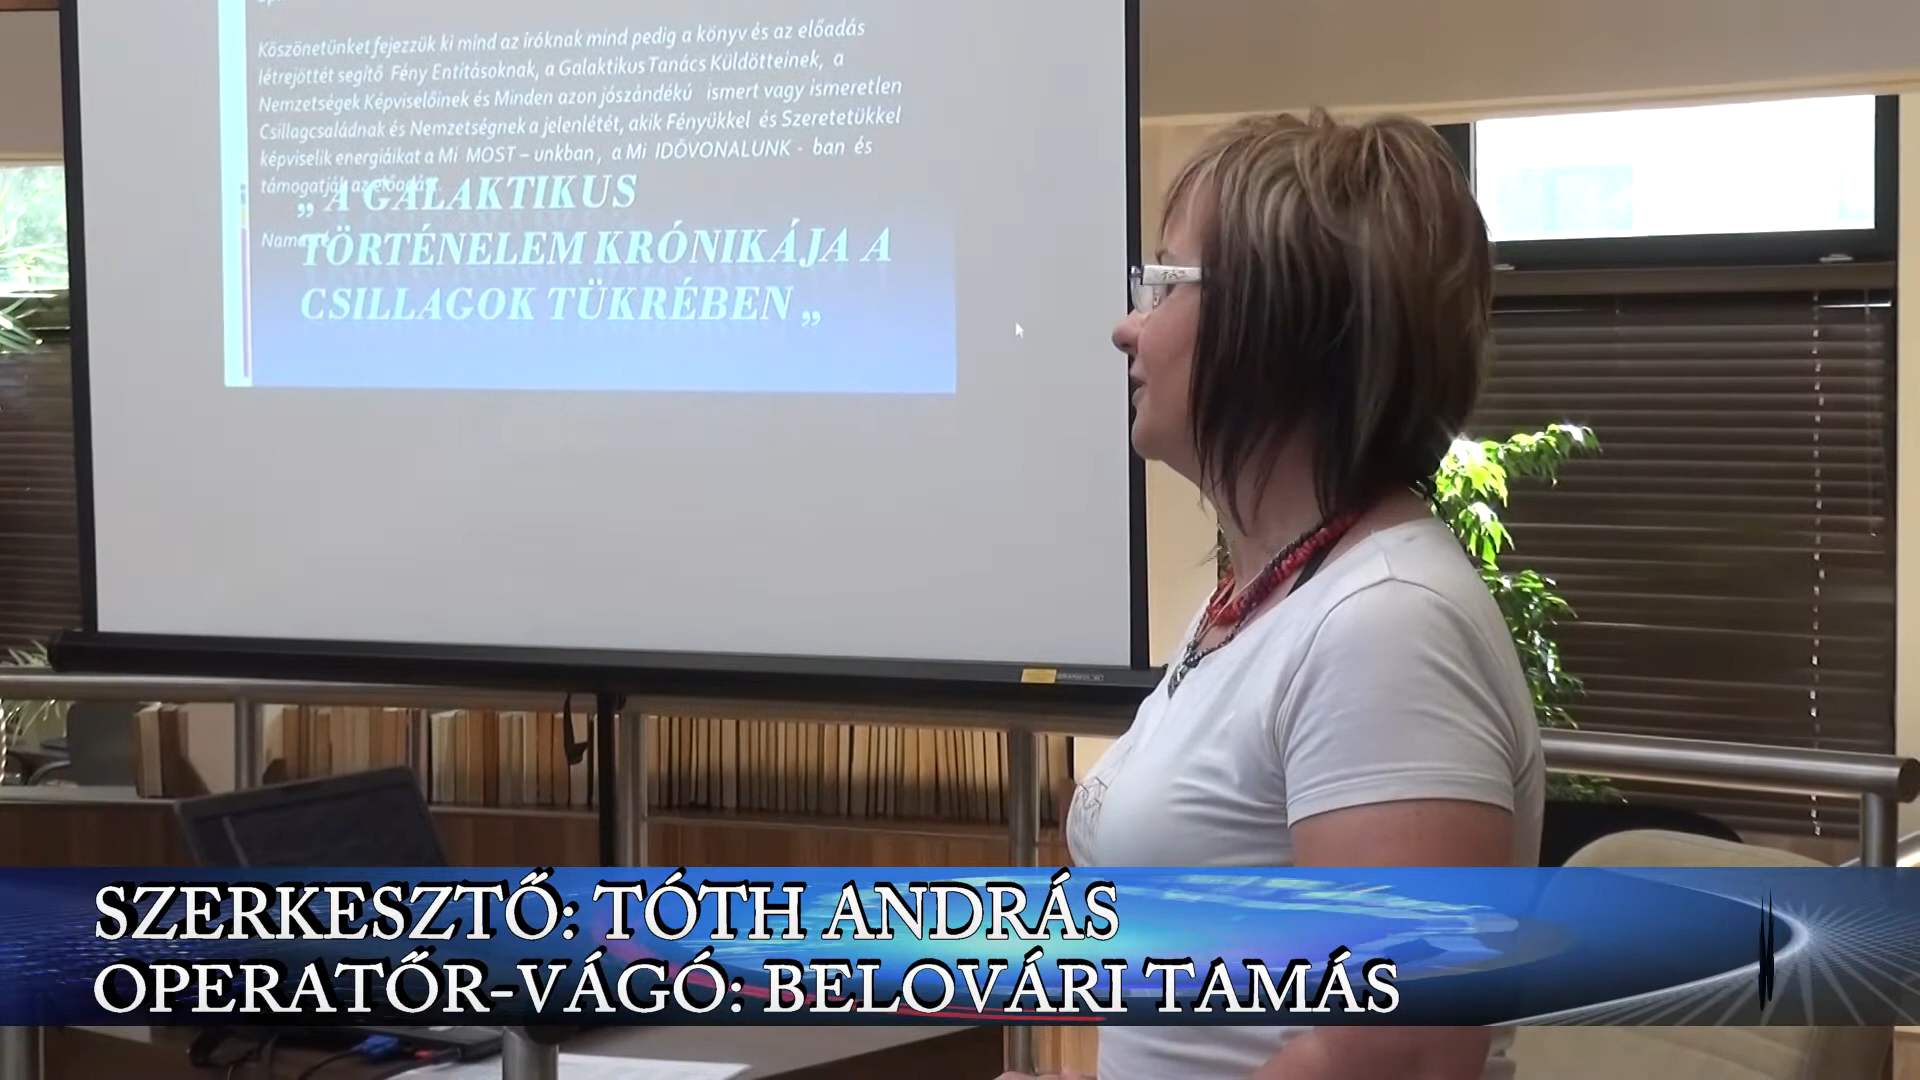 Köszönetünket fejezzük ki mind az íróknak mind pedig a könyv és az előadás
létrejöttét segítő Fény Entitásoknak, a Galaktikus Tanács Küldötteinek, a
Nemzetségek Képviselőinek és Minden azon jószándékú ismert vagy ismeretlen
Csillagcsaládnak és Nemzetségnek a jelenlétét, akik Fényükkel és Szeretetükkel
képviselik energiáikat a Mi MOST – unkban, a Mi IDŐVONALUNK - ban és
támogatják az előadást.
„ A GALAKTIKUS
TÖRTÉNELEM KRÓNIKÁJA A
CSILLAGOK TÜKRÉBEN „
SZERKESZTŐ: TÓTH ANDRÁS
OPERATŐR-VÁGÓ: BELOVÁRI TAMÁS